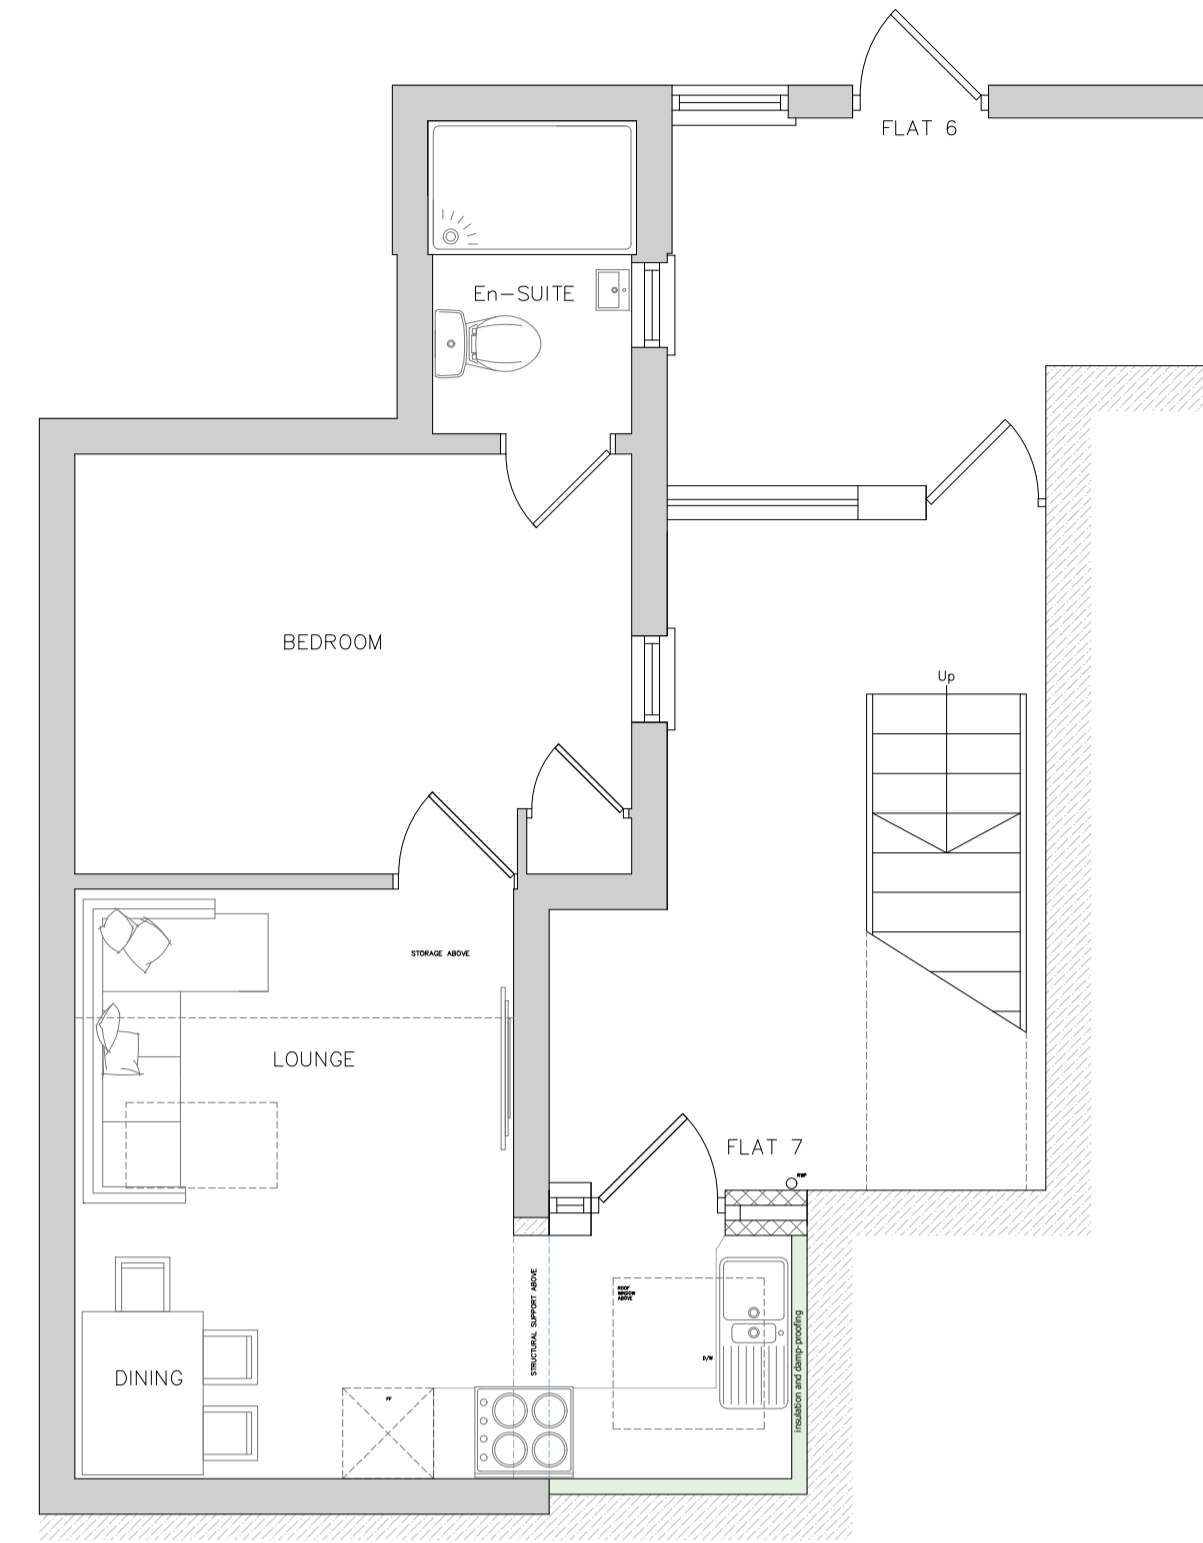 FLAT 6
En-SUITE
BEDROOM
Up
STORAGE ABOVE
LOUNGE
FLAT 7
RWP
STRUCTURAL SUPPORT ABOVE
ROOF
WINDOW
ABOVE
insulation and damp-proofing
D/W
DINING
FF